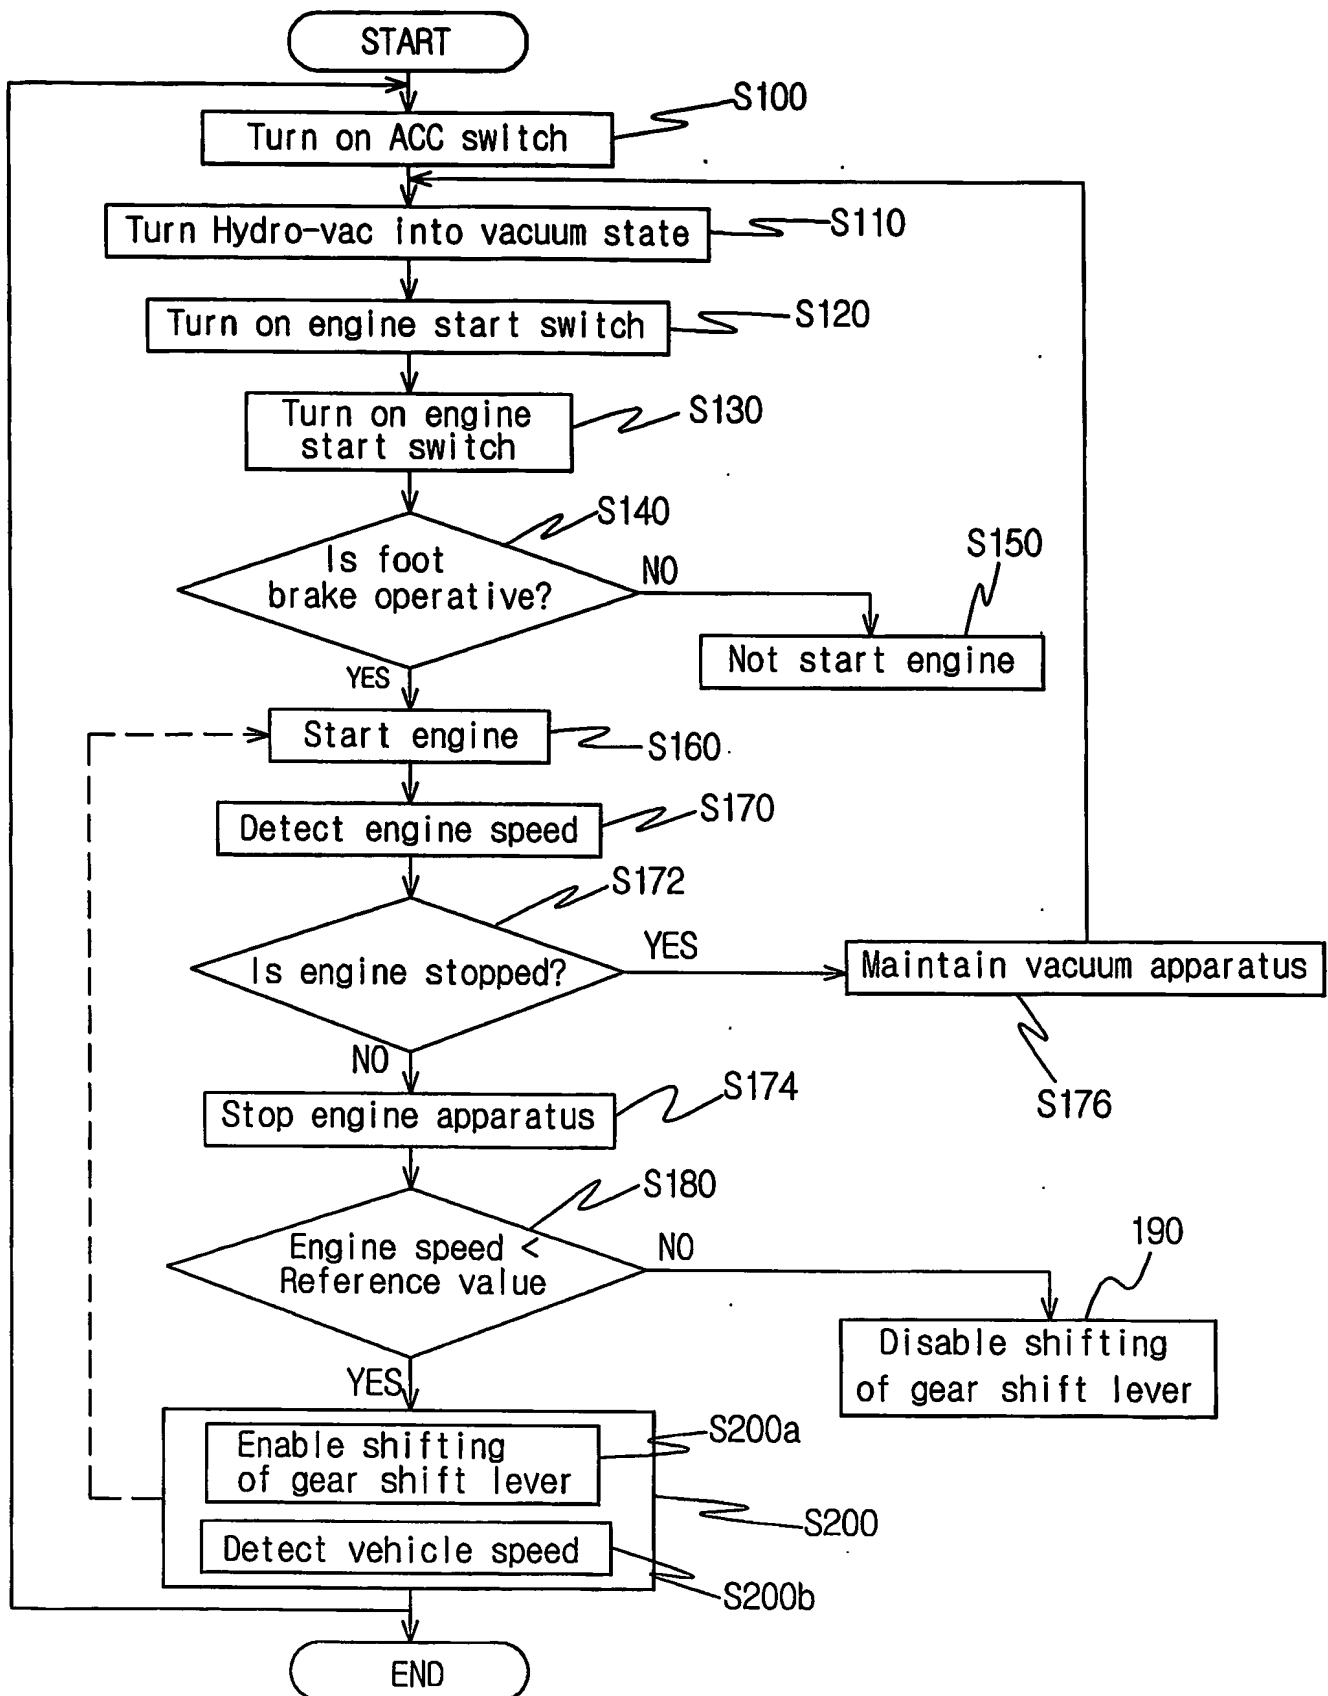 START
S100
Turn on ACC switch
Turn Hydro-vac into vacuum state
S110
Turn on engine start switch
S120
Turn on engine
start switch
S130
S140
Is foot
brake operative?
NO
S150
Not start engine
YES
Start engine
S160
Detect engine speed
S170
S172
Is engine stopped?
YES
Maintain vacuum apparatus
S176
NO
Stop engine apparatus
S174
S180
Engine speed <
Reference value
NO
190
Disable shifting
of gear shift lever
YES
Enable shifting
of gear shift lever
S200a
S200
Detect vehicle speed
S200b
END